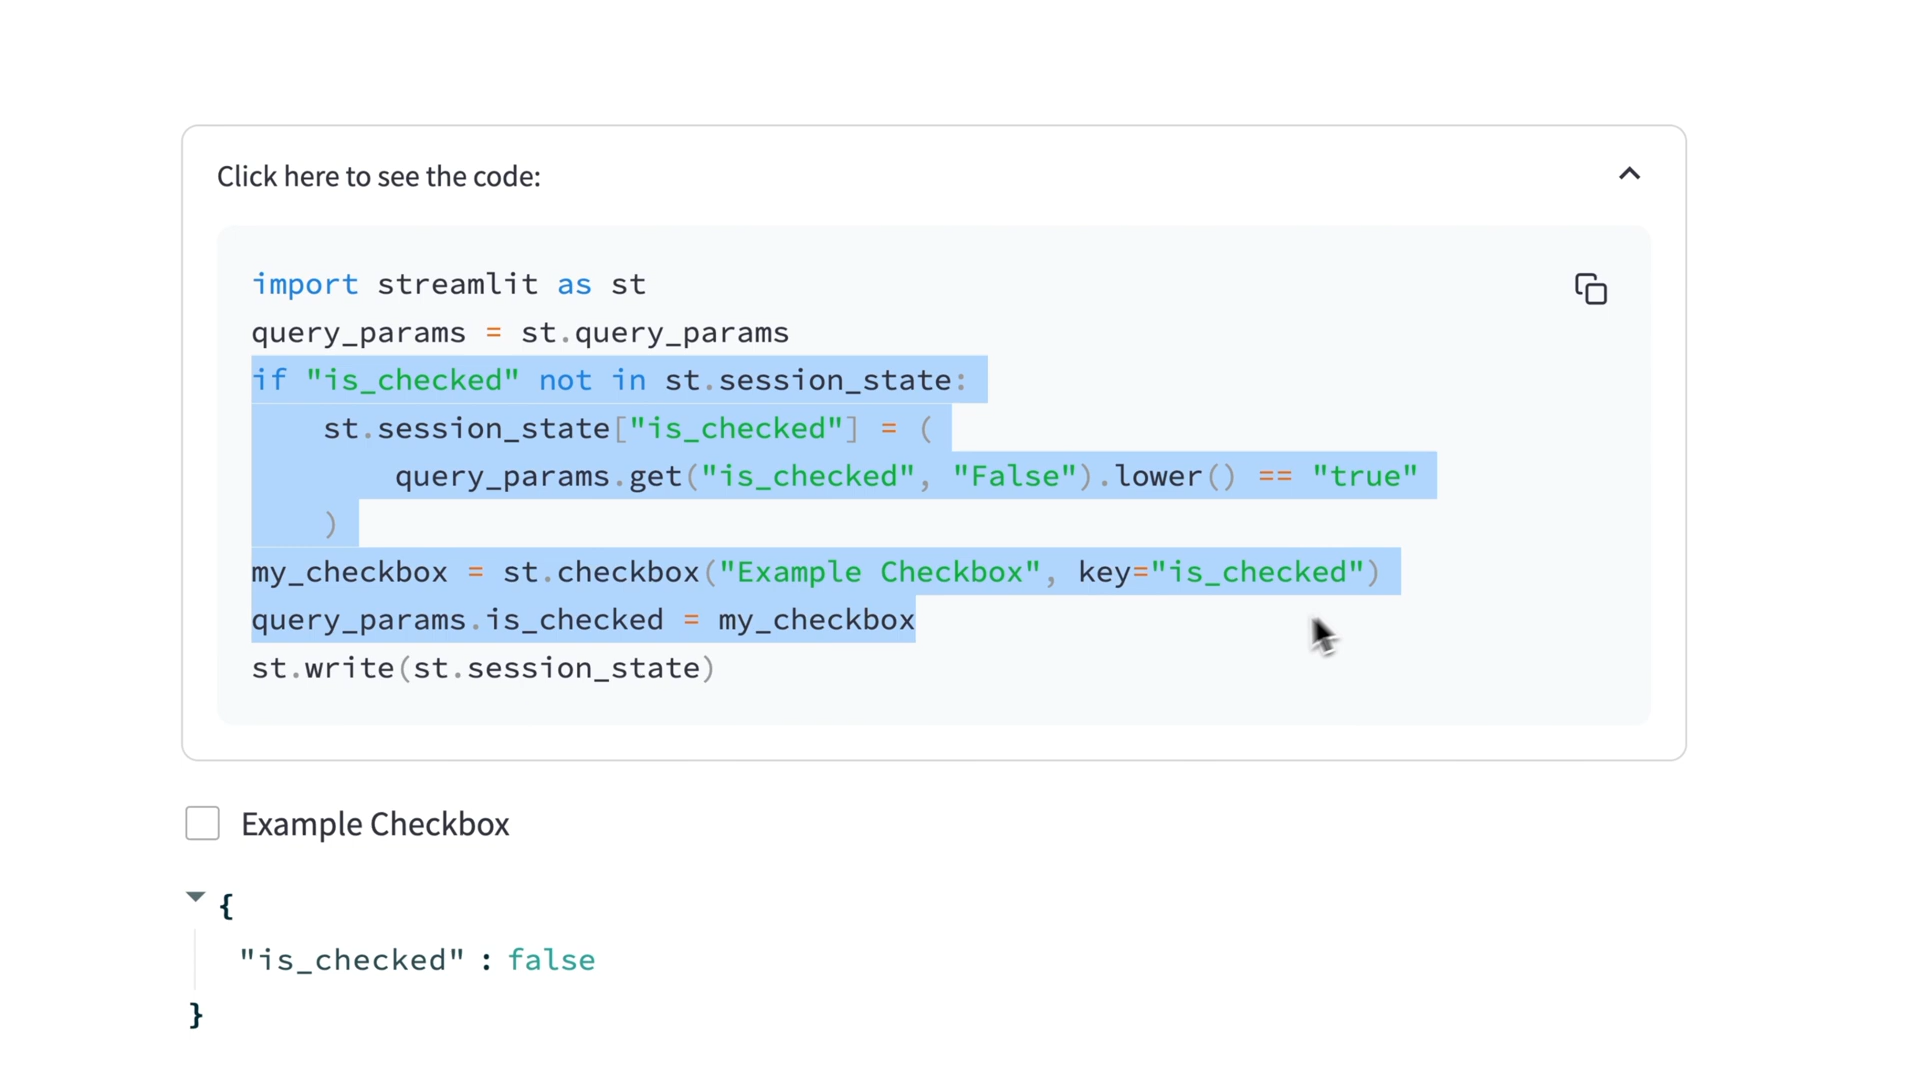 Click here to see the code:
import streamlit as st
query_params = st.query_params
if "is_checked" not in st.session_state:
    st.session_state["is_checked"] = (
        query_params.get("is_checked", "False").lower() == "true"
    )
my_checkbox = st.checkbox("Example Checkbox", key="is_checked")
query_params.is_checked = my_checkbox
st.write(st.session_state)
Example Checkbox
{
"is_checked" : false
}